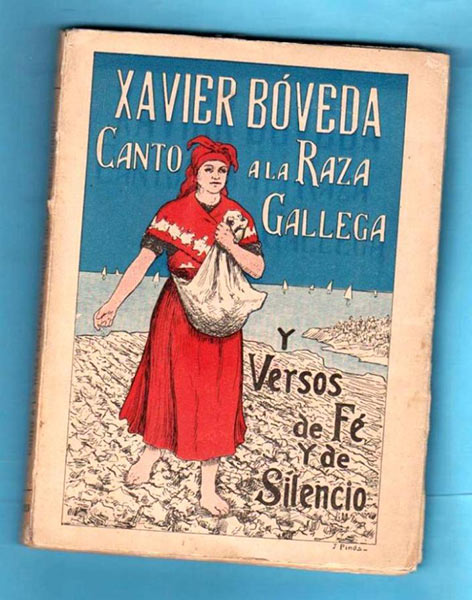 XAVIER BÓVEDA
CANTO A LA RAZA
GALLEGA
Y
Versos
de Fé
Y de
Silencio